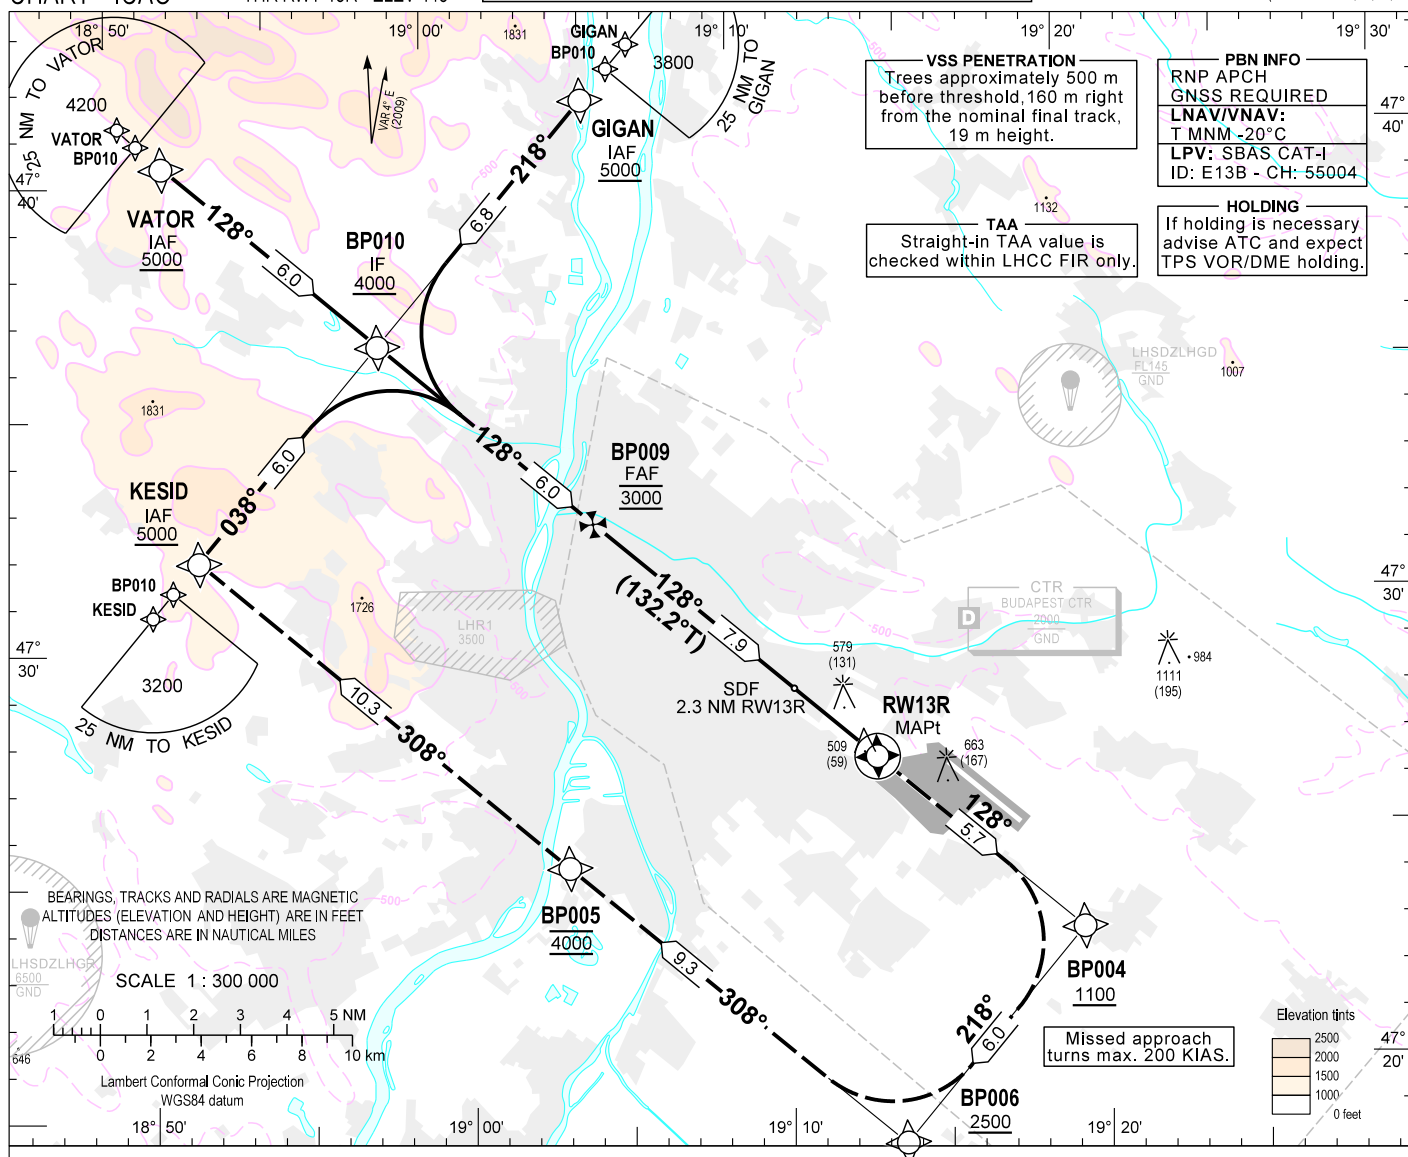 18°50'
19°00'
1831
19°10'
19°20'
19°30'
GIGAN
BP010
3800
25 NM TO GIGAN
25 NM TO VATOR
4200
VATOR
BP010
VAR 4° E
(2009)
GIGAN
IAF
5000
VSS PENETRATION
Trees approximately 500 m
before threshold,160 m right
from the nominal final track,
19 m height.
PBN INFO
RNP APCH
GNSS REQUIRED
LNAV/VNAV:
T MNM -20°C
LPV: SBAS CAT-I
ID: E13B - CH: 55004
47°
40'
47°
40'
218°
6.8
500
1132
TAA
Straight-in TAA value is
checked within LHCC FIR only.
HOLDING
If holding is necessary
advise ATC and expect
TPS VOR/DME holding.
VATOR
IAF
5000
128°
6.0
BP010
IF
4000
LHSDZLHGD
FL145
GND
1007
1831
128°
6.0
BP009
FAF
3000
KESID
IAF
5000
038°
6.0
BP010
KESID
3200
25 NM TO KESID
1726
LHR1
3500
500
128°
(132.2°T)
7.9
CTR
BUDAPEST CTR
2000
GND
D
47°
30'
47°
30'
500
579
(131)
984
1111
(195)
SDF
2.3 NM RW13R
RW13R
MAPt
509
(59)
663
(167)
10.3
308°
128°
5.7
500
BEARINGS, TRACKS AND RADIALS ARE MAGNETIC
ALTITUDES (ELEVATION AND HEIGHT) ARE IN FEET
DISTANCES ARE IN NAUTICAL MILES
BP005
4000
LHSDZLHG
6500
GND
SCALE 1 : 300 000
1 0 1 2 3 4 5 NM
0 2 4 6 8 10 km
646
Lambert Conformal Conic Projection
WGS84 datum
9.3
308°
BP004
1100
218°
6.0
Missed approach
turns max. 200 KIAS.
Elevation tints
2500
2000
1500
1000
0 feet
47°
20'
BP006
2500
18°50'
19°00'
19°10'
19°20'